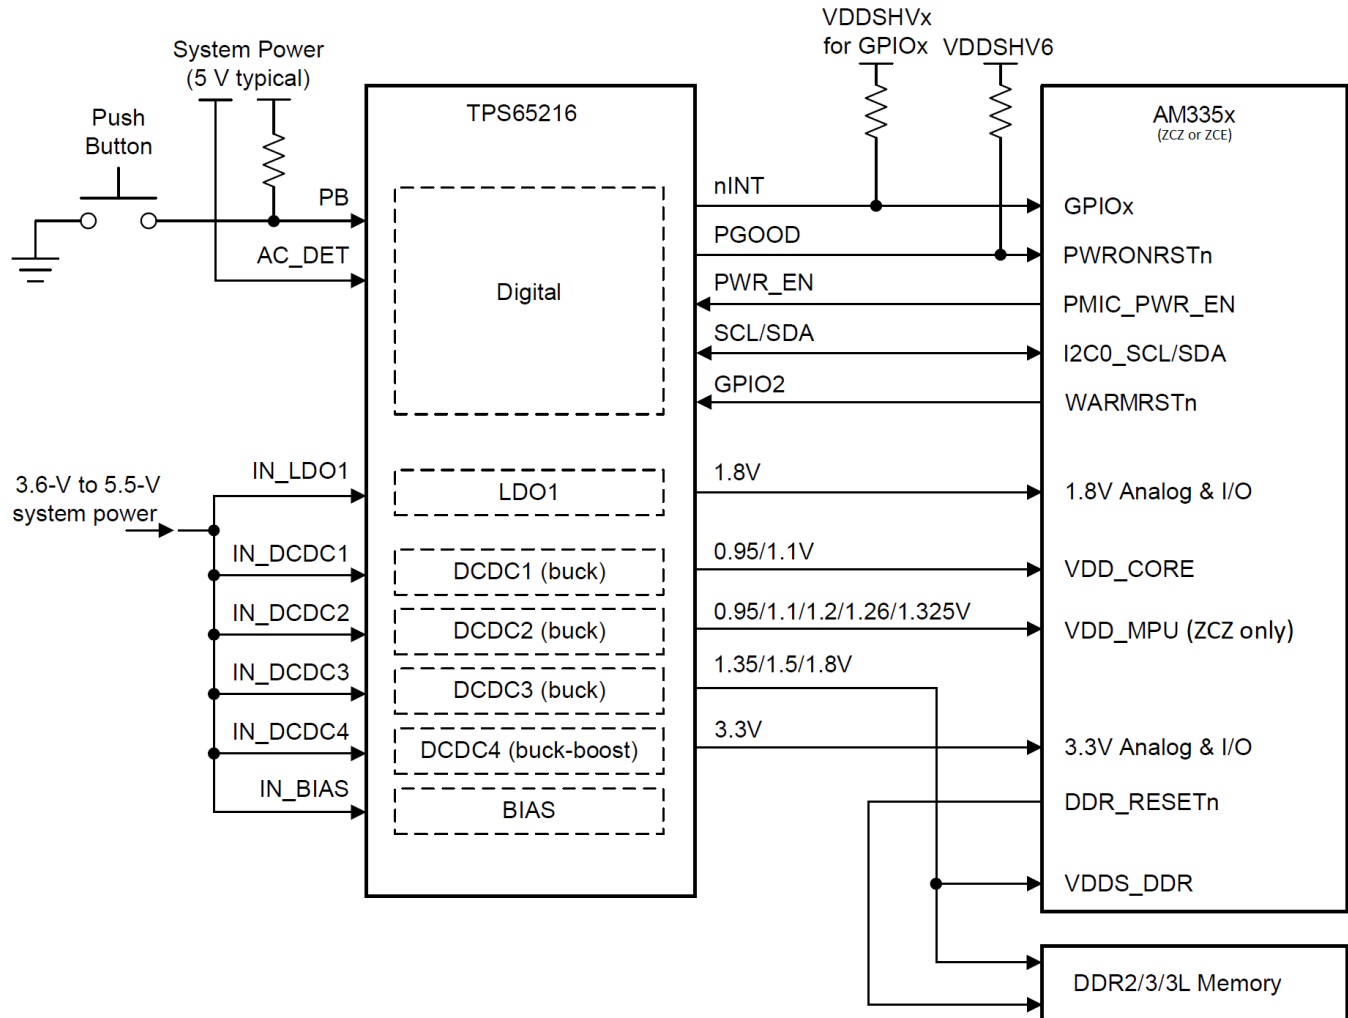 VDDSHVx
for GPIOx
VDDSHV6
System Power
(5 V typical)
Push
Button
TPS65216
AM335x
(ZCZ or ZCE)
PB
AC_DET
Digital
nINT
GPIOx
PGOOD
PWRONRSTn
PWR_EN
PMIC_PWR_EN
SCL/SDA
I2C0_SCL/SDA
GPIO2
WARMRSTn
3.6-V to 5.5-V
system power
IN_LDO1
LDO1
1.8V
1.8V Analog & I/O
IN_DCDC1
DCDC1 (buck)
0.95/1.1V
VDD_CORE
IN_DCDC2
DCDC2 (buck)
0.95/1.1/1.2/1.26/1.325V
VDD_MPU (ZCZ only)
IN_DCDC3
DCDC3 (buck)
1.35/1.5/1.8V
IN_DCDC4
DCDC4 (buck-boost)
3.3V
3.3V Analog & I/O
IN_BIAS
BIAS
DDR_RESETn
VDDS_DDR
DDR2/3/3L Memory